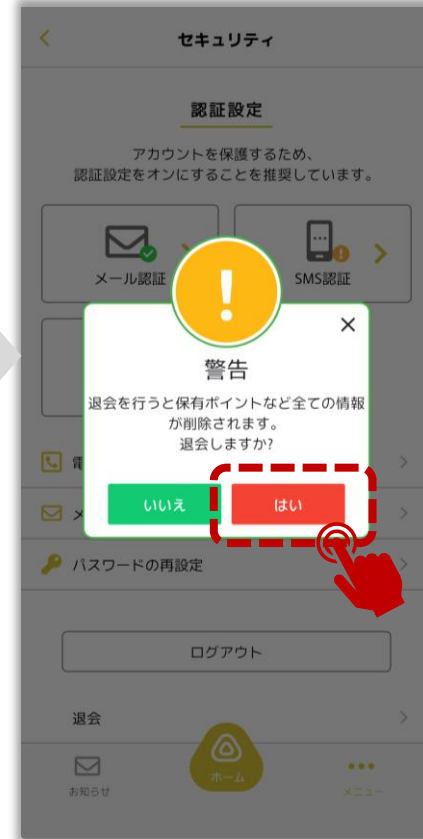 セキュリティ
認証設定
アカウントを保護するため、
認証設定をオンにすることを推奨しています。
メール認証
SMS認証
警告
退会を行うと保有ポイントなど全ての情報
が削除されます。
退会しますか?
いいえ
はい
電
メ
パスワードの再設定
ログアウト
退会
お知らせ
ホーム
メニュー